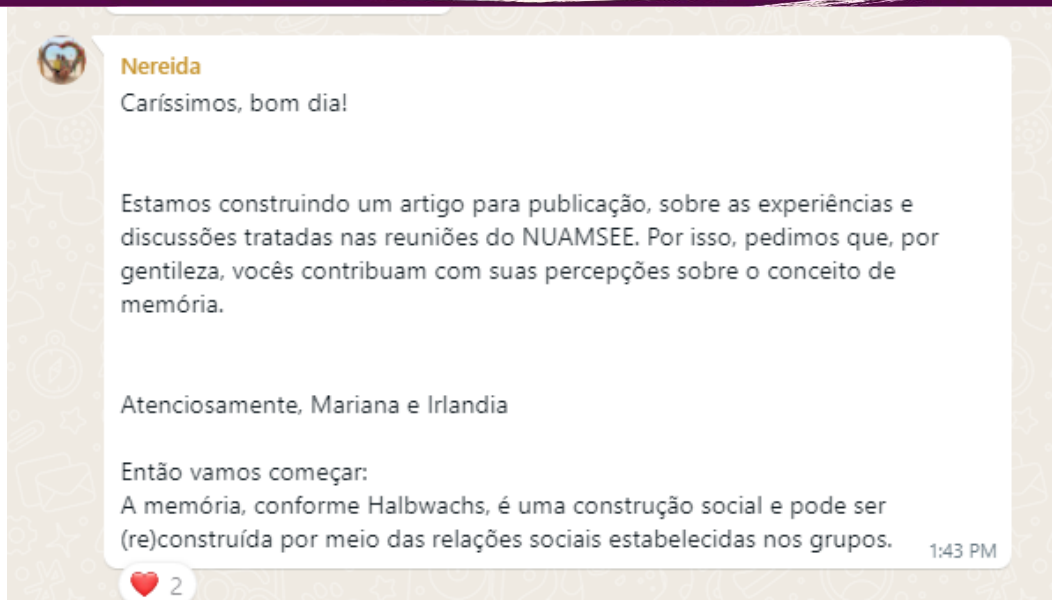 Nereida
Caríssimos, bom dia!
Estamos construindo um artigo para publicação, sobre as experiências e
discussões tratadas nas reuniões do NUAMSEE. Por isso, pedimos que, por
gentileza, vocês contribuam com suas percepções sobre o conceito de
memória.
Atenciosamente, Mariana e Irlandia
Então vamos começar:
A memória, conforme Halbwachs, é uma construção social e pode ser
(re)construída por meio das relações sociais estabelecidas nos grupos.
1:43 PM
2